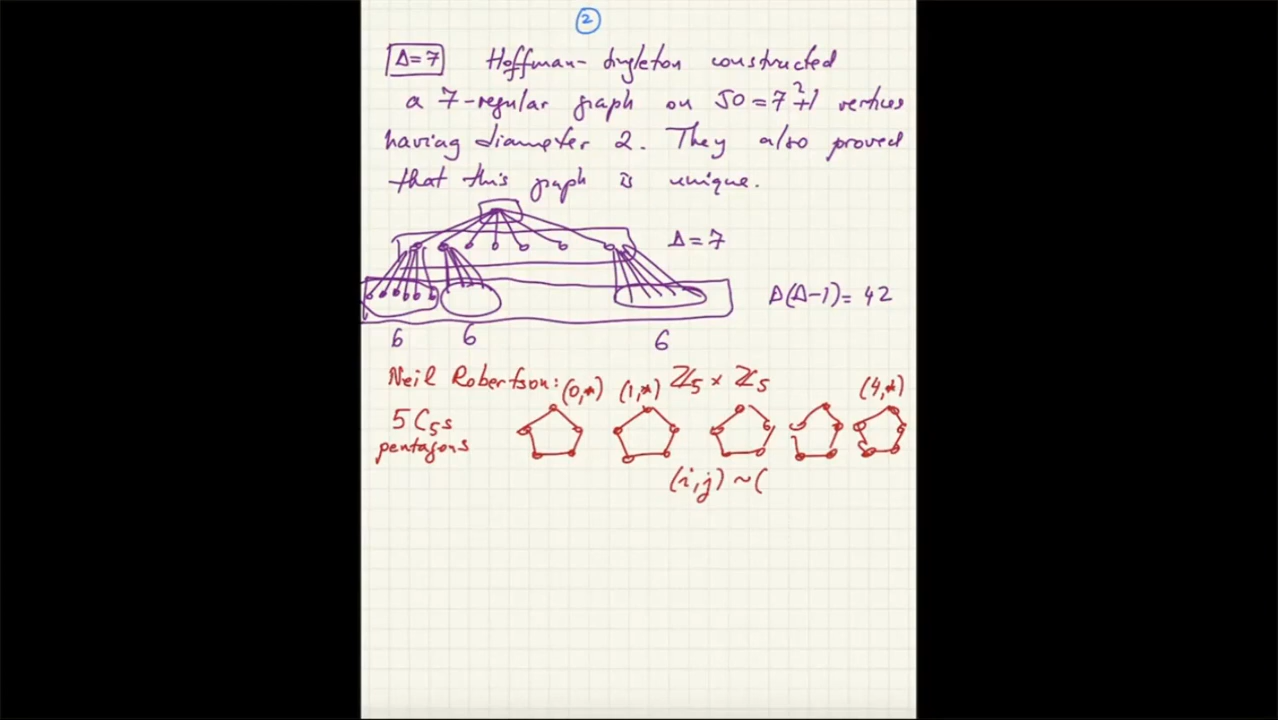 2
Δ=7 Hoffman-Singleton constructed
a 7-regular graph on 50=7²+1 vertices
having diameter 2. They also proved
that this graph is unique.
Δ=7
Δ(Δ-1)=42
6 6 6
Neil Robertson: (0,*) (1,*) ℤ₅ × ℤ₅ (4,*)
5 C₅s
pentagons
(i,j) ~(